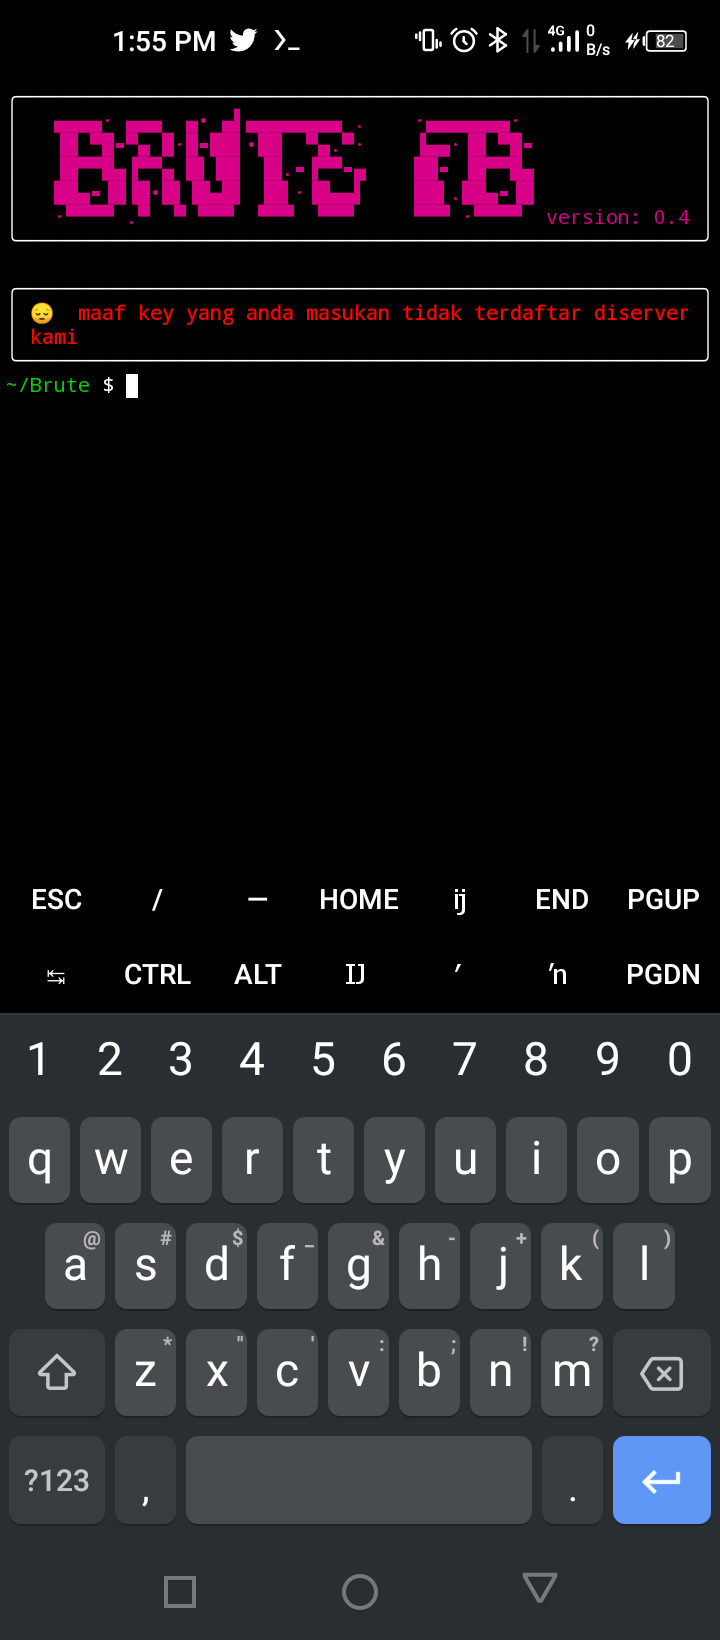 1:55 PM
4G
0 B/s
82
BRUTE FB
version: 0.4
😔 maaf key yang anda masukan tidak terdaftar diserver
kami
~/Brute $
ESC / — HOME ĳ END PGUP
↹ CTRL ALT Ĳ ′ ŉ PGDN
1 2 3 4 5 6 7 8 9 0
q w e r t y u i o p
@ # $ _ & - + ( )
a s d f g h j k l
* " ' : ; ! ?
z x c v b n m
?123 , .